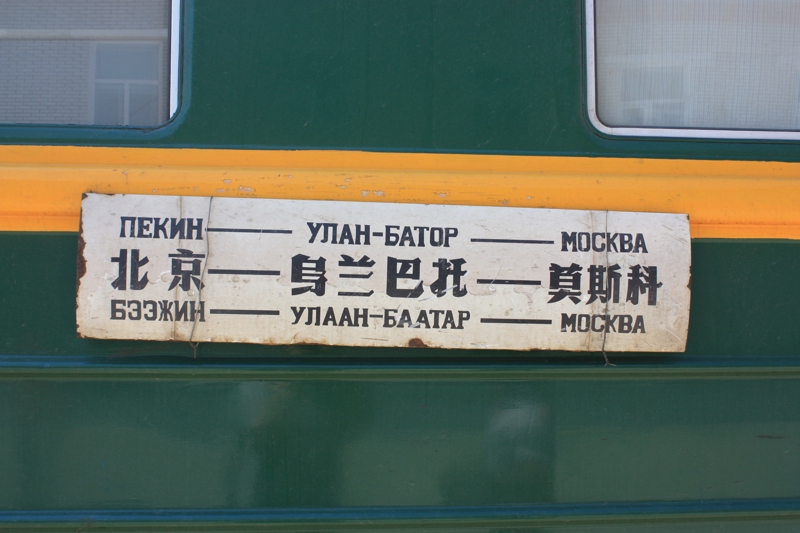 ПЕКИН — УЛАН-БАТОР — МОСКВА
北京 — 乌兰巴托 — 莫斯科
БЭЭЖИН — УЛААН-БААТАР — МОСКВА